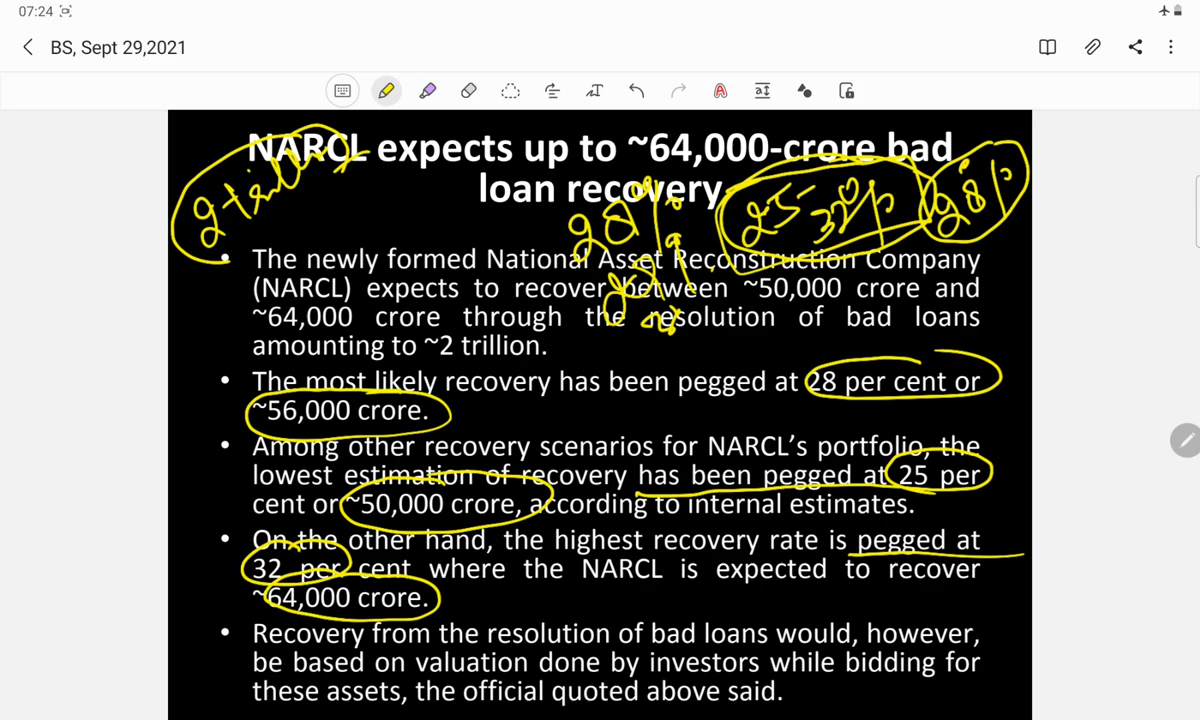 07:24
BS, Sept 29,2021
NARCL expects up to ~64,000-crore bad
loan recovery
2 trillion
28%
25-
32%
28%
The newly formed National Asset Reconstruction Company
(NARCL) expects to recover between ~50,000 crore and
~64,000 crore through the resolution of bad loans
amounting to ~2 trillion.
• The most likely recovery has been pegged at 28 per cent or
~56,000 crore.
• Among other recovery scenarios for NARCL's portfolio, the
lowest estimation of recovery has been pegged at 25 per
cent or ~50,000 crore, according to internal estimates.
• On the other hand, the highest recovery rate is pegged at
32 per cent where the NARCL is expected to recover
~64,000 crore.
• Recovery from the resolution of bad loans would, however,
be based on valuation done by investors while bidding for
these assets, the official quoted above said.